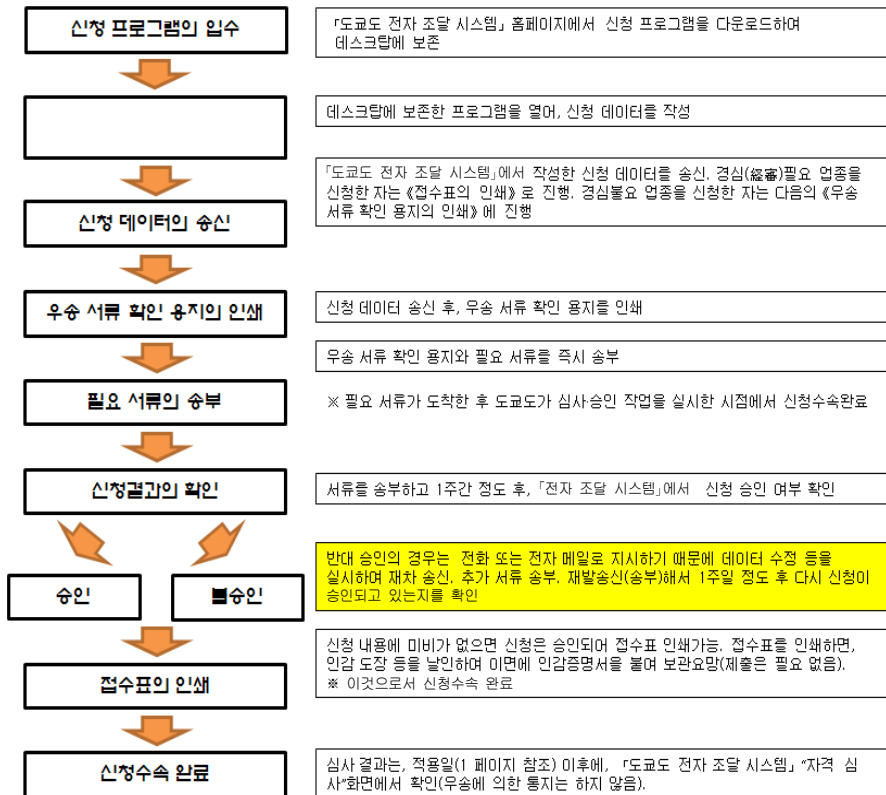 신청 프로그램의 입수
「도쿄도 전자 조달 시스템」 홈페이지에서 신청 프로그램을 다운로드하여
데스크탑에 보존
데스크탑에 보존한 프로그램을 열어, 신청 데이터를 작성
「도쿄도 전자 조달 시스템」에서 작성한 신청 데이터를 송신. 경심(經審)필요 업종을
신청한 자는 《접수표의 인쇄》 로 진행. 경심불요 업종을 신청한 자는 다음의 《우송
서류 확인 용지의 인쇄》 에 진행
신청 데이터의 송신
우송 서류 확인 용지의 인쇄
신청 데이터 송신 후, 우송 서류 확인 용지를 인쇄
우송 서류 확인 용지와 필요 서류를 즉시 송부
필요 서류의 송부
※ 필요 서류가 도착한 후 도쿄도가 심사·승인 작업을 실시한 시점에서 신청수속완료
신청결과의 확인
서류를 송부하고 1주간 정도 후, 「전자 조달 시스템」에서 신청 승인 여부 확인
승인
불승인
반대 승인의 경우는 전화 또는 전자 메일로 지시하기 때문에 데이터 수정 등을
실시하며 재차 송신. 추가 서류 송부. 재발송신(송부)해서 1주일 정도 후 다시 신청이
승인되고 있는지를 확인
접수표의 인쇄
신청 내용에 미비가 없으면 신청은 승인되어 접수표 인쇄가능. 접수표를 인쇄하면,
인감 도장 등을 날인하며 이면에 인감증명서을 붙여 보관요망(제출은 필요 없음).
※ 이것으로서 신청수속 완료
신청수속 완료
심사 결과는, 적용일(1 페이지 참조) 이후에, 「도쿄도 전자 조달 시스템」 “자격 심
사”화면에서 확인(우송에 의한 통지는 하지 않음).